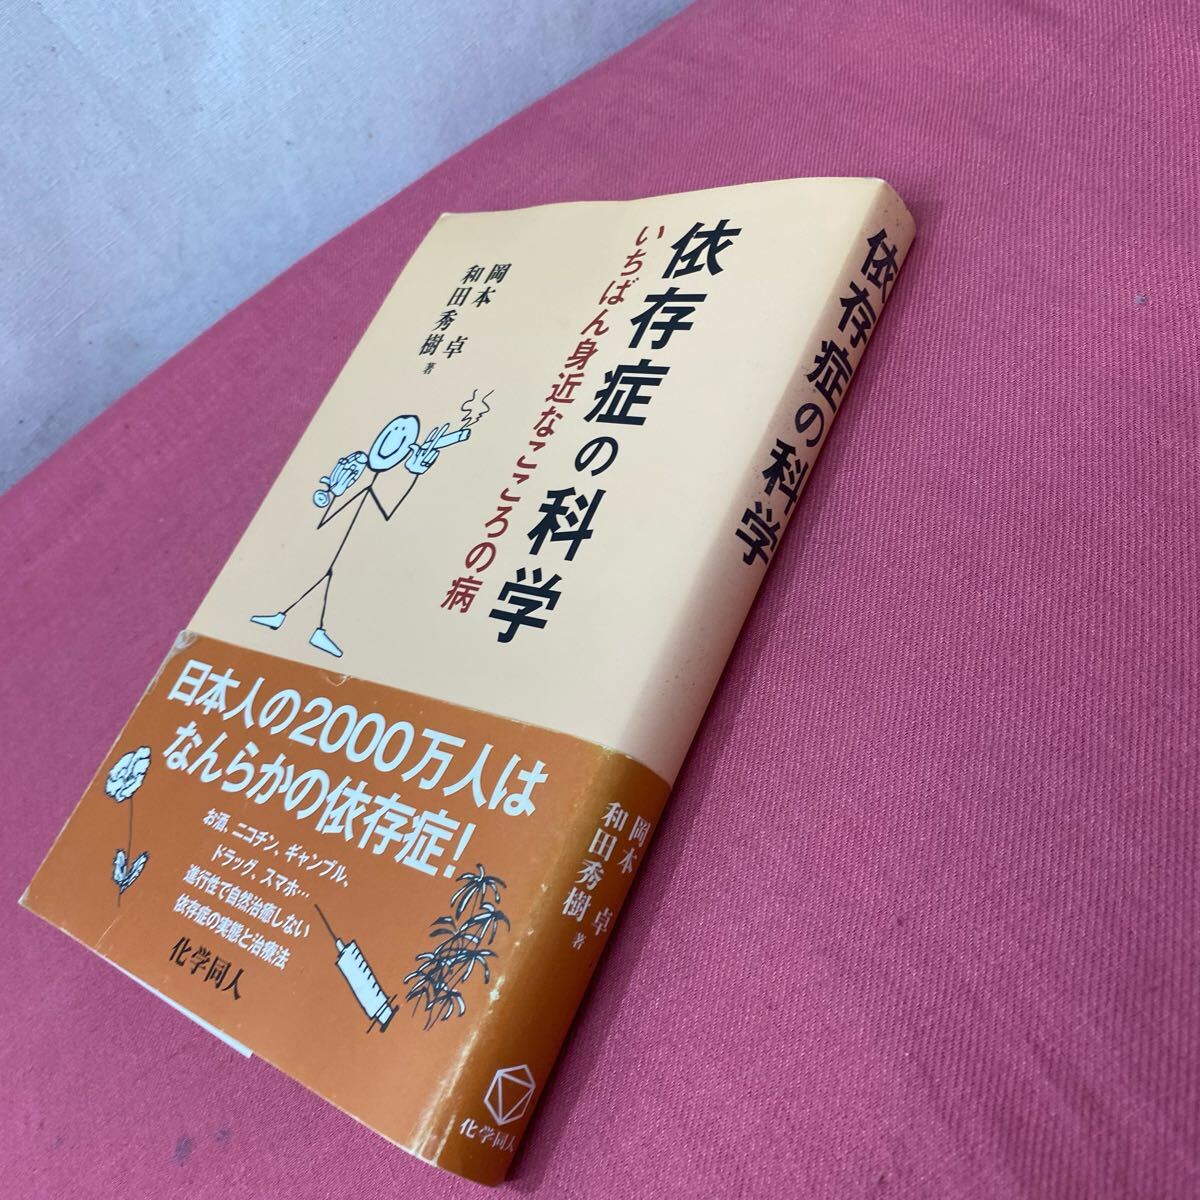 依存症の科学
いちばん身近なこころの病
岡本 卓
和田秀樹 著
日本人の2000万人は
なんらかの依存症!
お酒、ニコチン、ギャンブル、
ドラッグ、スマホ…
進行性で自然治癒しない
依存症の実態と治療法
化学同人
依存症の科学
岡本 卓
和田秀樹 著
化学同人